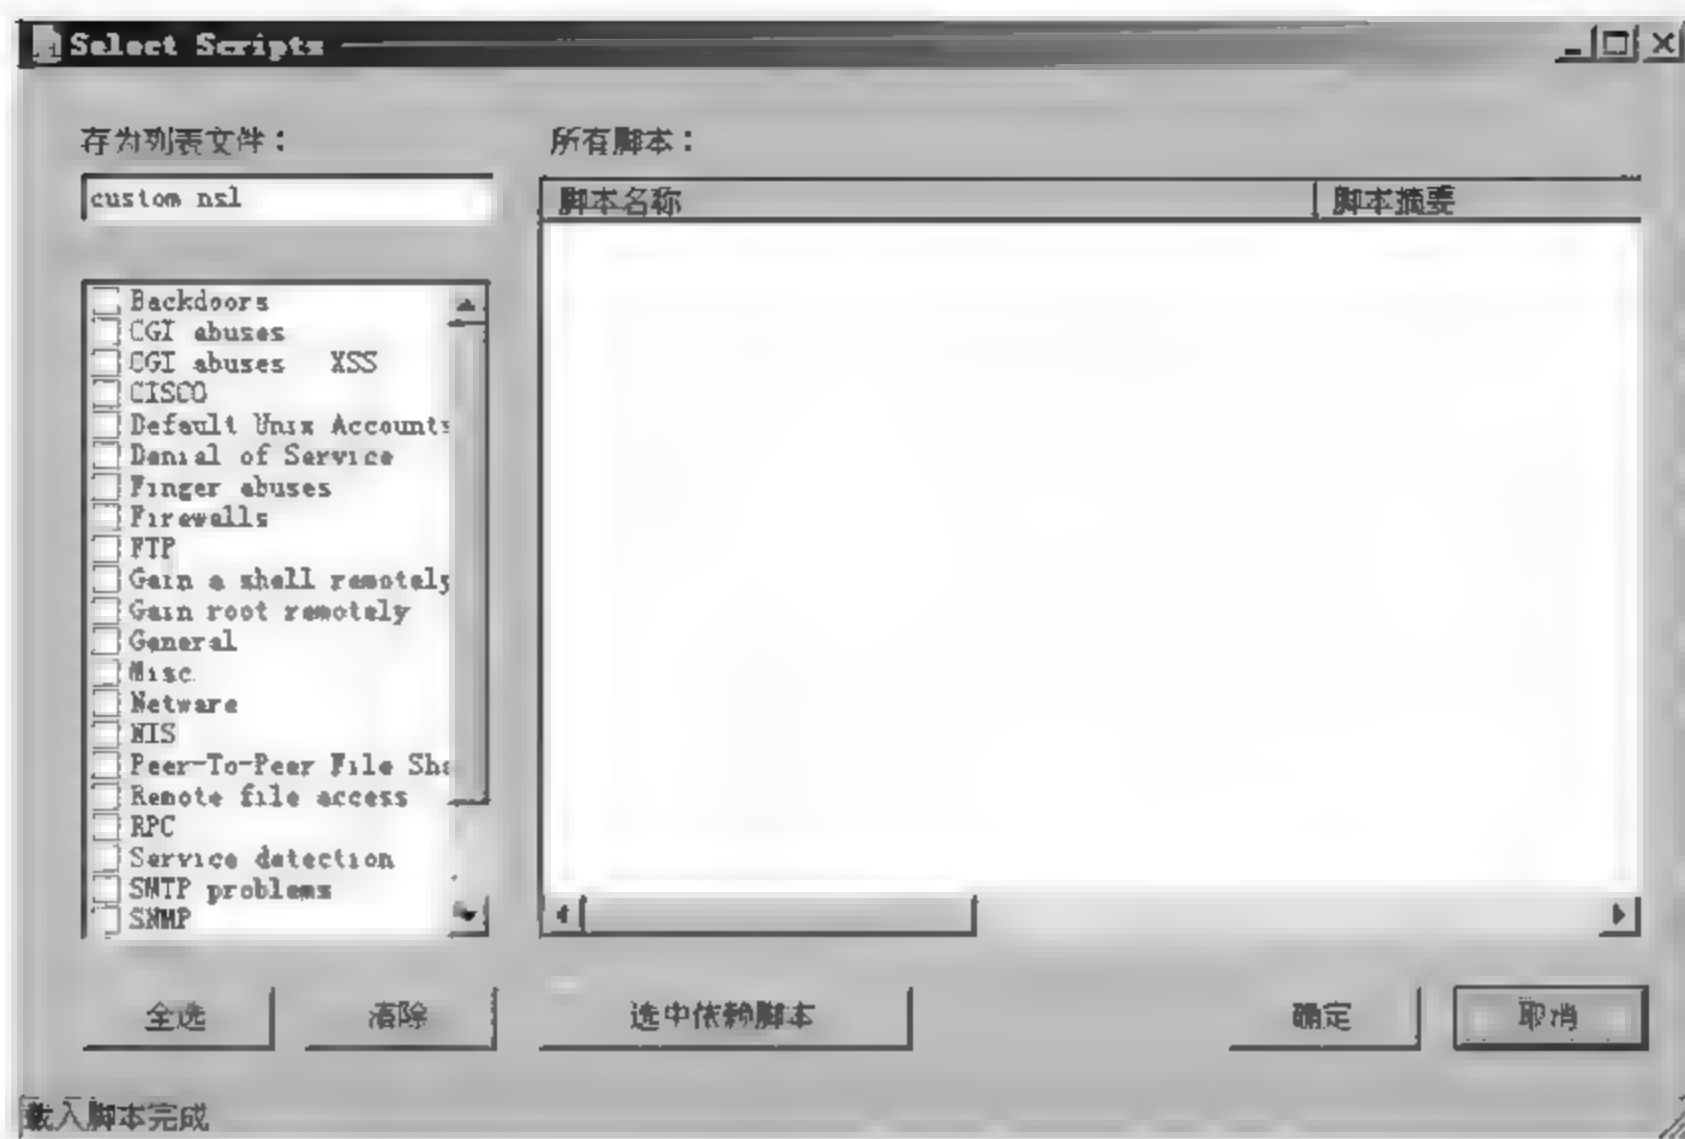 Select Scripts
存为列表文件：
所有脚本：
custom nsl
脚本名称 脚本摘要
Backdoors
CGI abuses
CGI abuses XSS
CISCO
Default Unix Accounts
Denial of Service
Finger abuses
Firewalls
FTP
Gain a shell remotely
Gain root remotely
General
Misc.
Netware
NIS
Peer-To-Peer File Sha
Remote file access
RPC
Service detection
SMTP problems
SNMP
全选 清除 选中依赖脚本 确定 取消
载入脚本完成